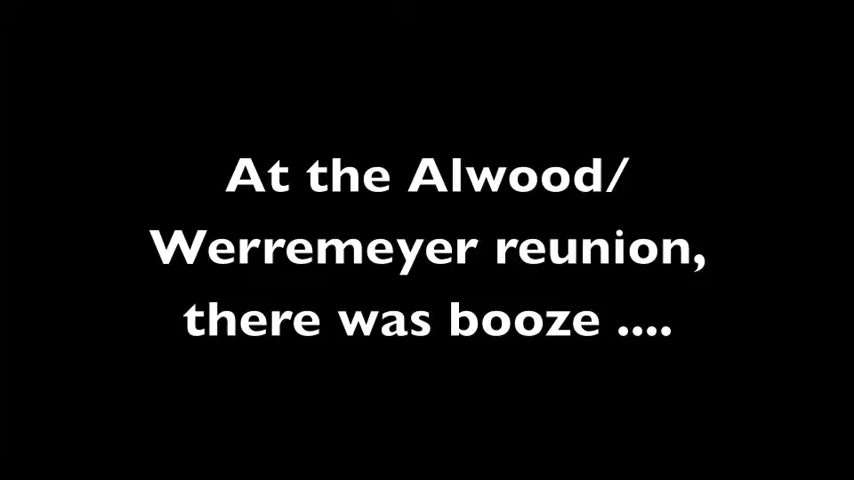 At the Alwood/
Werremeyer reunion,
there was booze ....